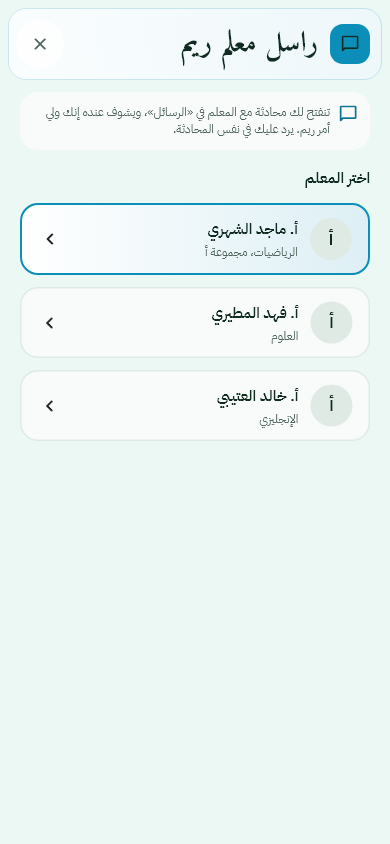 راسل معلم ريم
تنفتح لك محادثة مع المعلم في «الرسائل»، ويشوف عنده إنك ولي
أمر ريم. يرد عليك في نفس المحادثة.
اختر المعلم
أ
أ. ماجد الشهري
الرياضيات، مجموعة أ
أ
أ. فهد المطيري
العلوم
أ
أ. خالد العتيبي
الإنجليزي